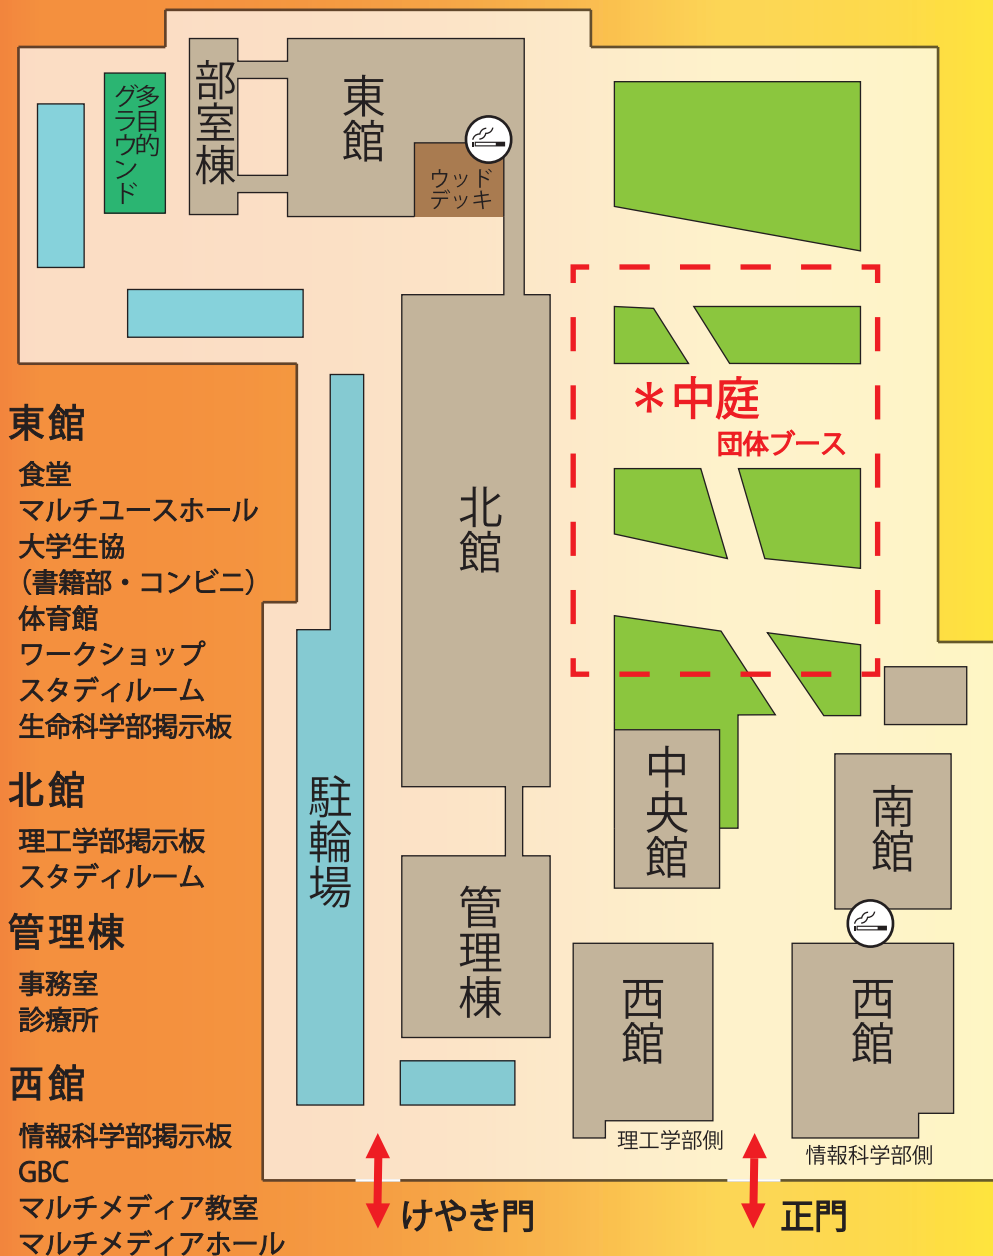 部室棟
東館
多目的
グラウンド
ウッド
デッキ
＊中庭
団体ブース
北館
駐輪場
中央館
南館
管理棟
西館
西館
理工学部側
情報科学部側
けやき門
正門
東館
食堂
マルチユースホール
大学生協
（書籍部・コンビニ）
体育館
ワークショップ
スタディルーム
生命科学部掲示板
北館
理工学部掲示板
スタディルーム
管理棟
事務室
診療所
西館
情報科学部掲示板
GBC
マルチメディア教室
マルチメディアホール